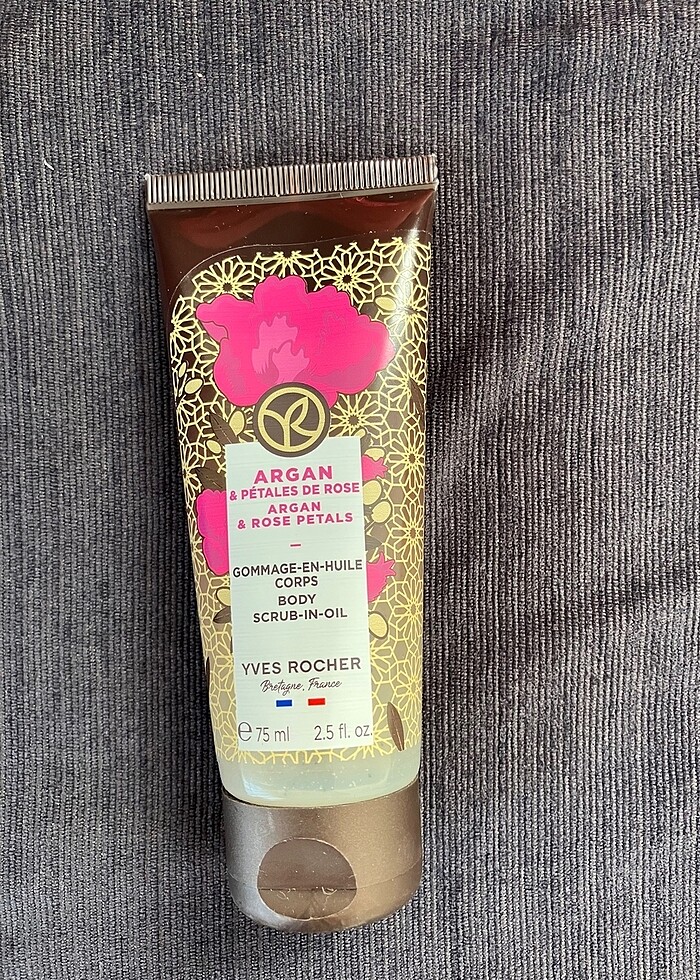 YR
ARGAN
& PÉTALES DE ROSE
ARGAN
& ROSE PETALS
GOMMAGE-EN-HUILE
CORPS
BODY
SCRUB-IN-OIL
YVES ROCHER
Bretagne, France
℮ 75 ml 2.5 fl. oz.